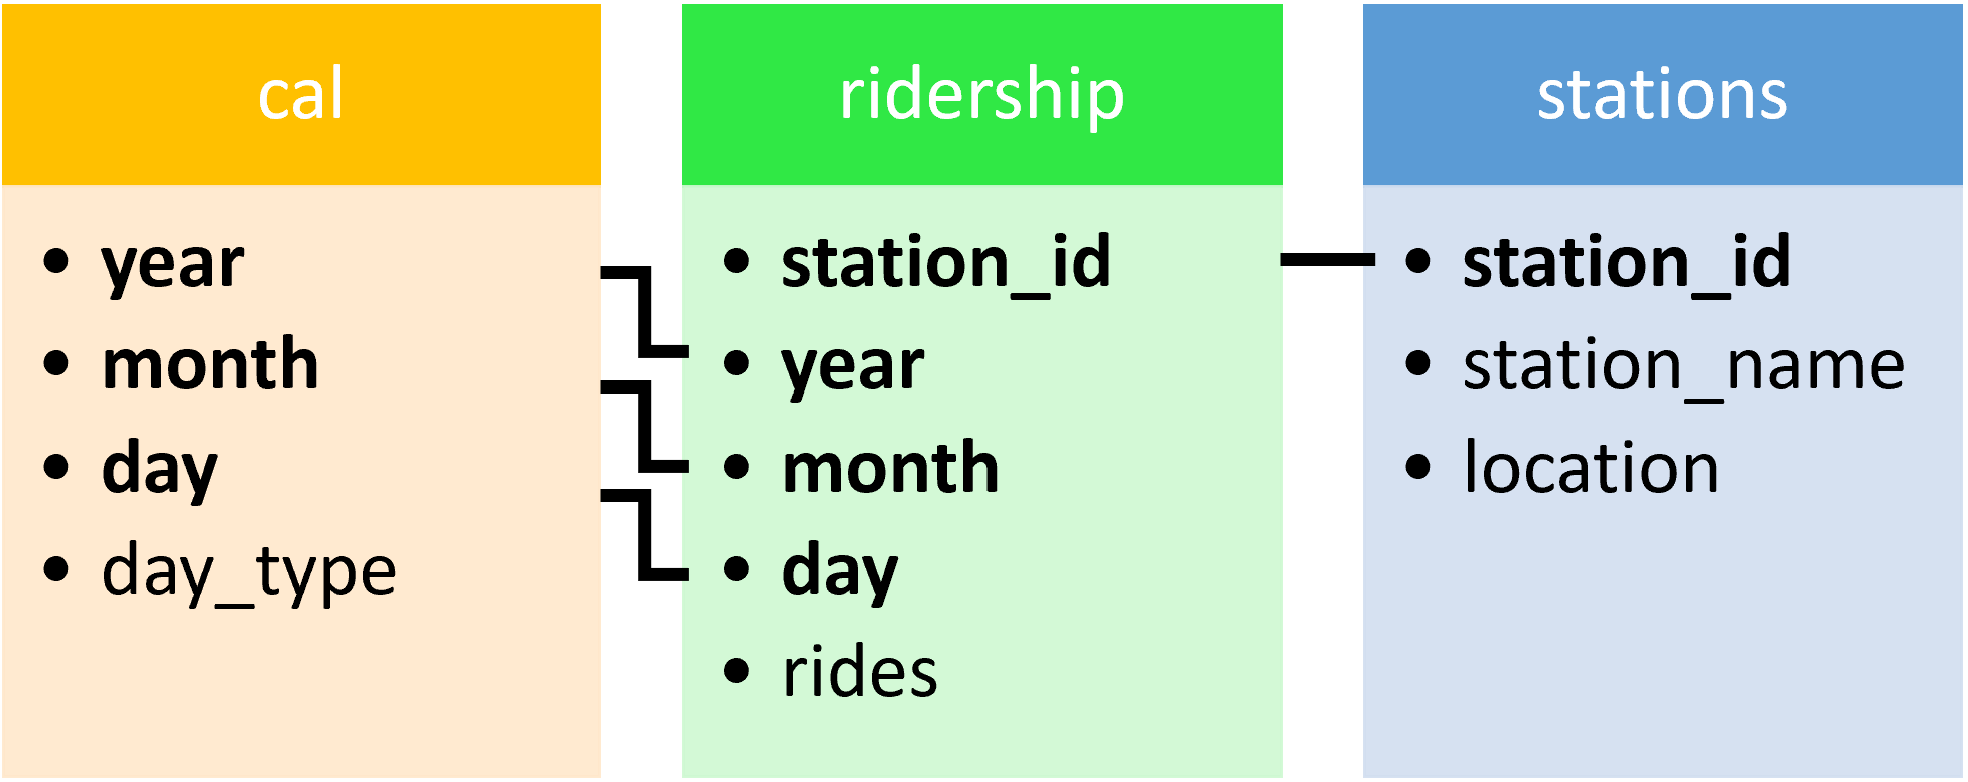 cal
• year
• month
• day
• day_type
ridership
• station_id
• year
• month
• day
• rides
stations
• station_id
• station_name
• location